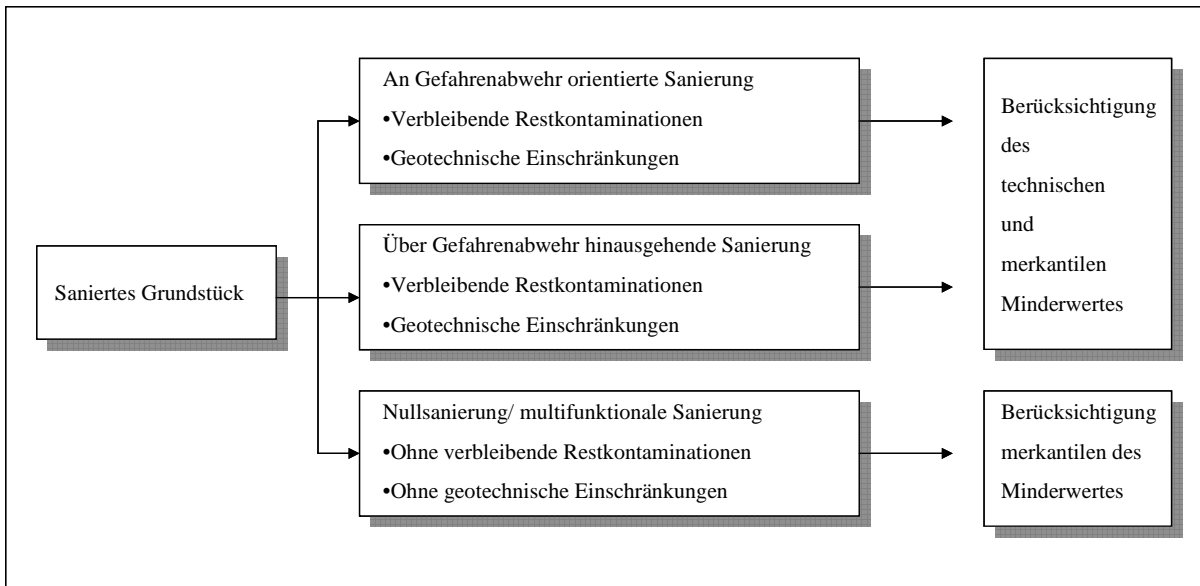 Saniertes Grundstück
An Gefahrenabwehr orientierte Sanierung
•Verbleibende Restkontaminationen
•Geotechnische Einschränkungen
Über Gefahrenabwehr hinausgehende Sanierung
•Verbleibende Restkontaminationen
•Geotechnische Einschränkungen
Nullsanierung/ multifunktionale Sanierung
•Ohne verbleibende Restkontaminationen
•Ohne geotechnische Einschränkungen
Berücksichtigung
des
technischen
und
merkantilen
Minderwertes
Berücksichtigung
merkantilen des
Minderwertes